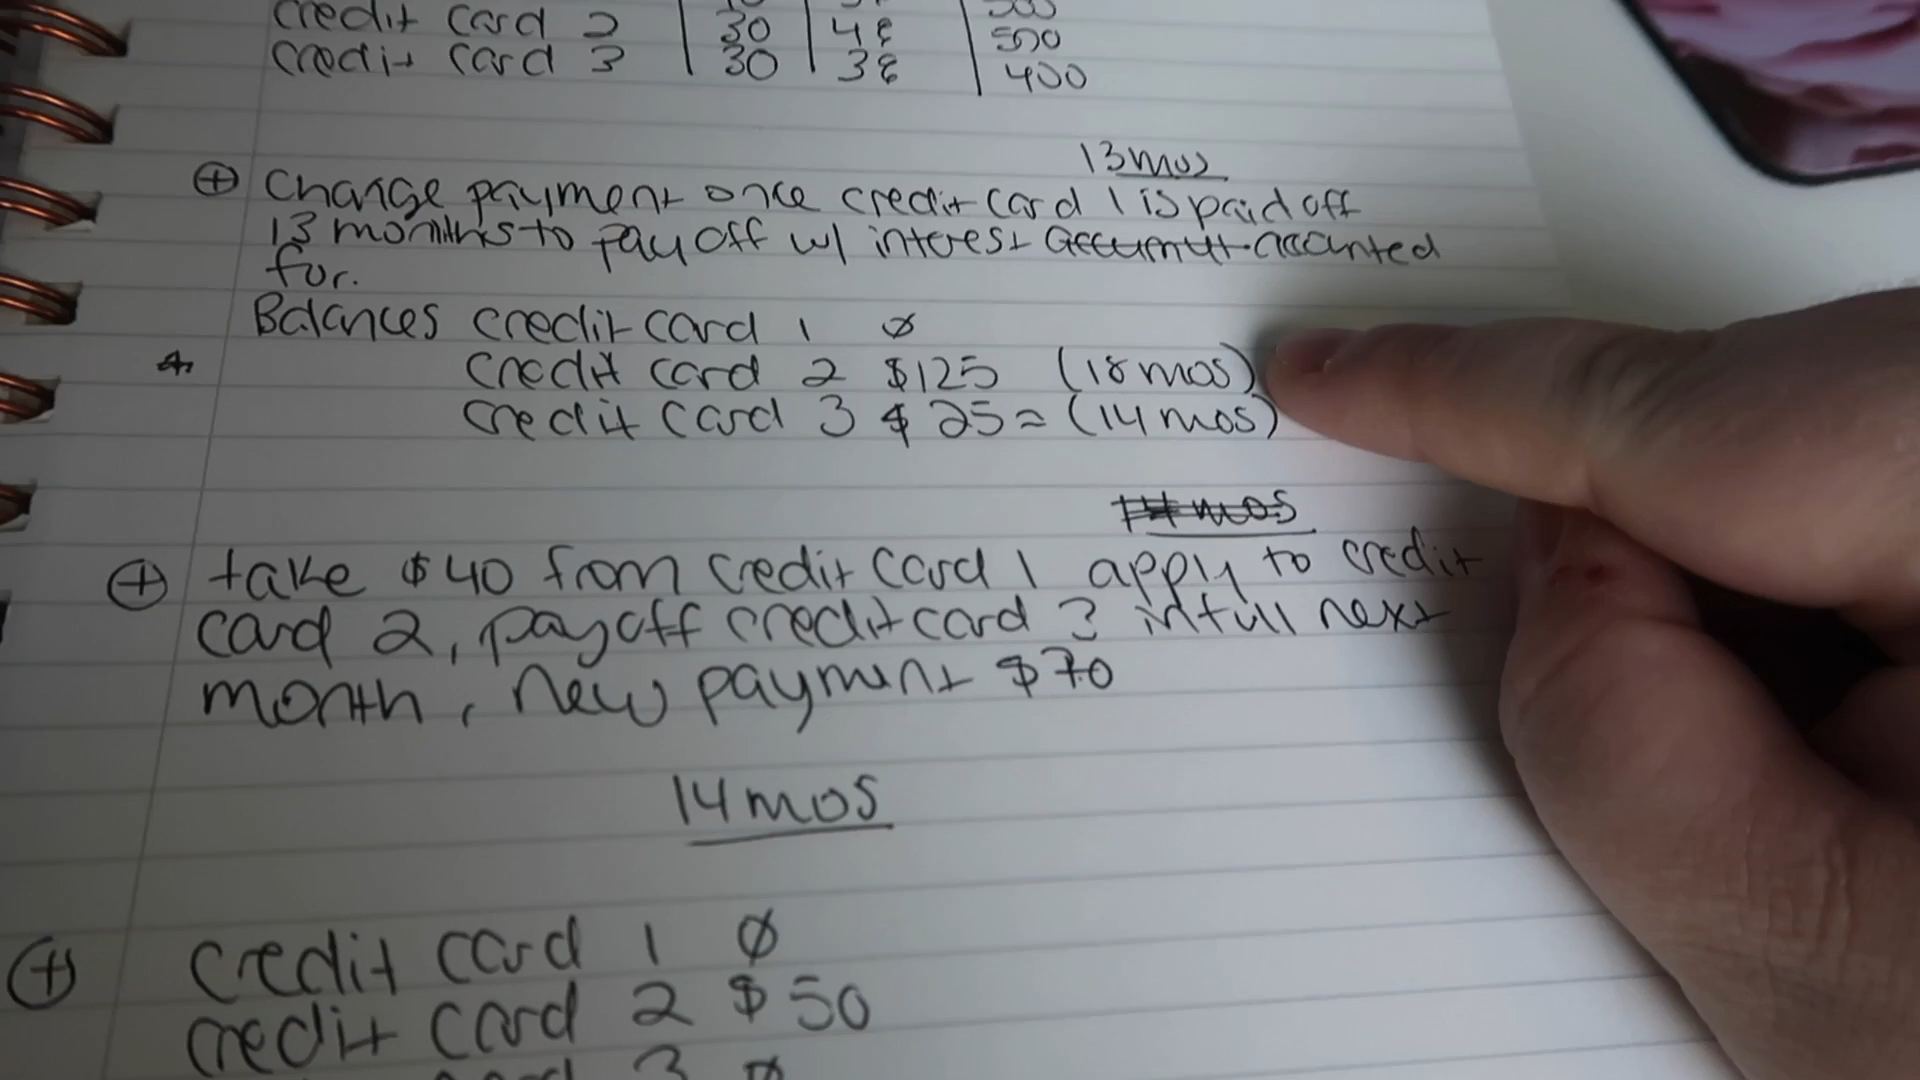 credit card 2 30 48 500
credit card 3 30 38 400
13 mos
⊕ Change payment once credit card 1 is paid off
13 months to pay off w/ interest accounted
for.
Balances credit card 1 ø
credit card 2 $125 (18 mos)
credit card 3 $25 ≈ (14 mos)
mos
⊕ take $40 from credit card 1 apply to credit
card 2, payoff credit card 3 in full next
month, new payment $70
14 mos
⊕ credit card 1 ø
credit card 2 $50
3 ø